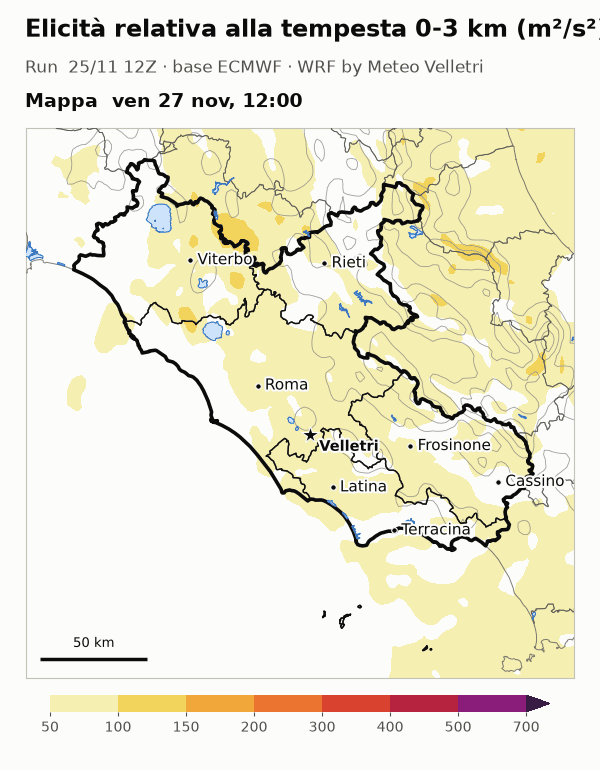 Elicità relativa alla tempesta 0-3 km (m²/s²)
Run  25/11 12Z · base ECMWF · WRF by Meteo Velletri
Mappa  ven 27 nov, 12:00
Viterbo
Rieti
Roma
Velletri
Frosinone
Cassino
Latina
Terracina
50 km
50 100 150 200 300 400 500 700